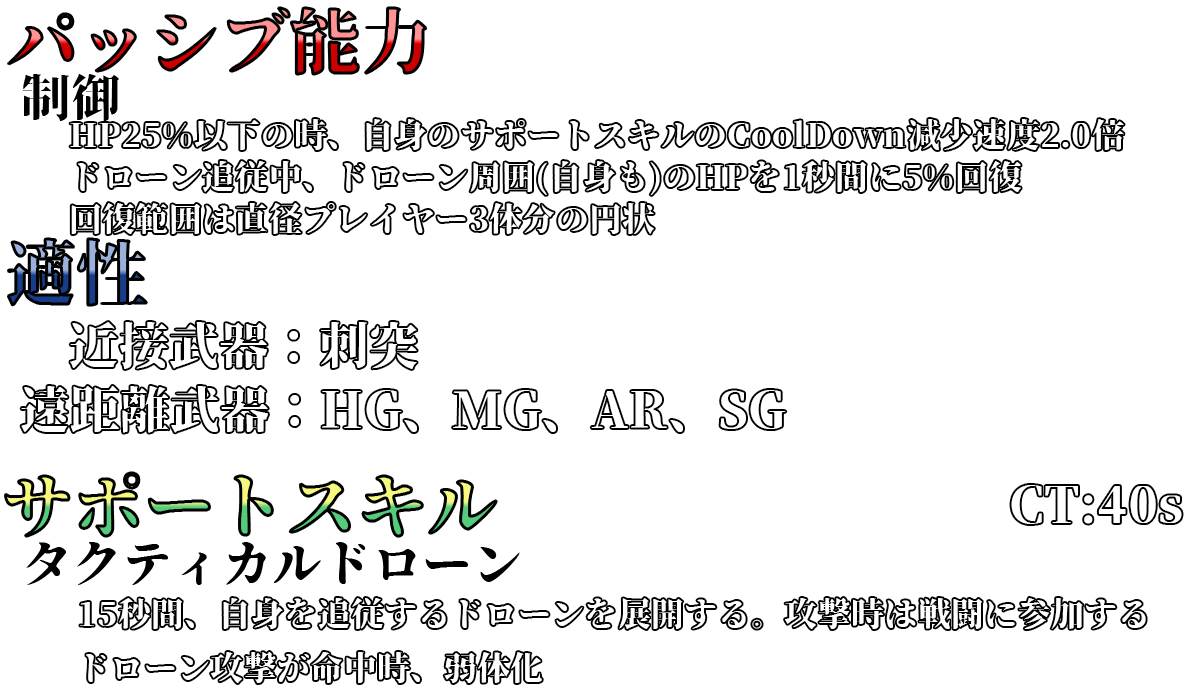 パッシブ能力
制御
HP25%以下の時、自身のサポートスキルのCoolDown減少速度2.0倍
ドローン追従中、ドローン周囲(自身も)のHPを1秒間に5%回復
回復範囲は直径プレイヤー3体分の円状
適性
近接武器：刺突
遠距離武器：HG、MG、AR、SG
サポートスキル
CT:40s
タクティカルドローン
15秒間、自身を追従するドローンを展開する。攻撃時は戦闘に参加する
ドローン攻撃が命中時、弱体化